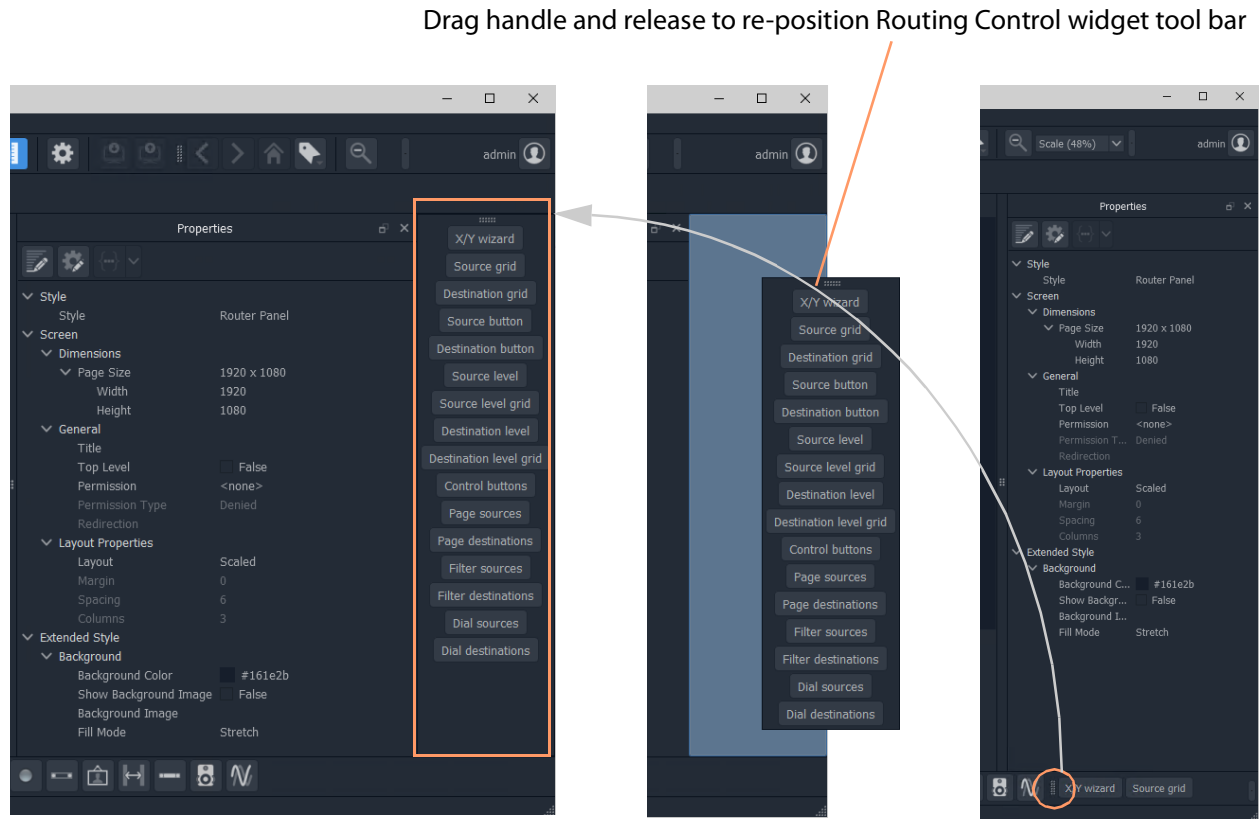 Drag handle and release to re-position Routing Control widget tool bar
admin
Properties
Style
Style Router Panel
Screen
Dimensions
Page Size 1920 x 1080
Width 1920
Height 1080
General
Title
Top Level False
Permission <none>
Permission Type Denied
Redirection
Layout Properties
Layout Scaled
Margin 0
Spacing 6
Columns 3
Extended Style
Background
Background Color #161e2b
Show Background Image False
Background Image
Fill Mode Stretch
X/Y wizard
Source grid
Destination grid
Source button
Destination button
Source level
Source level grid
Destination level
Destination level grid
Control buttons
Page sources
Page destinations
Filter sources
Filter destinations
Dial sources
Dial destinations
admin
X/Y wizard
Source grid
Destination grid
Source button
Destination button
Source level
Source level grid
Destination level
Destination level grid
Control buttons
Page sources
Page destinations
Filter sources
Filter destinations
Dial sources
Dial destinations
Scale (48%) admin
Properties
Style
Style Router Panel
Screen
Dimensions
Page Size 1920 x 1080
Width 1920
Height 1080
General
Title
Top Level False
Permission <none>
Permission T... Denied
Redirection
Layout Properties
Layout Scaled
Margin 0
Spacing 6
Columns 3
Extended Style
Background
Background C... #161e2b
Show Backgr... False
Background I...
Fill Mode Stretch
X/Y wizard Source grid